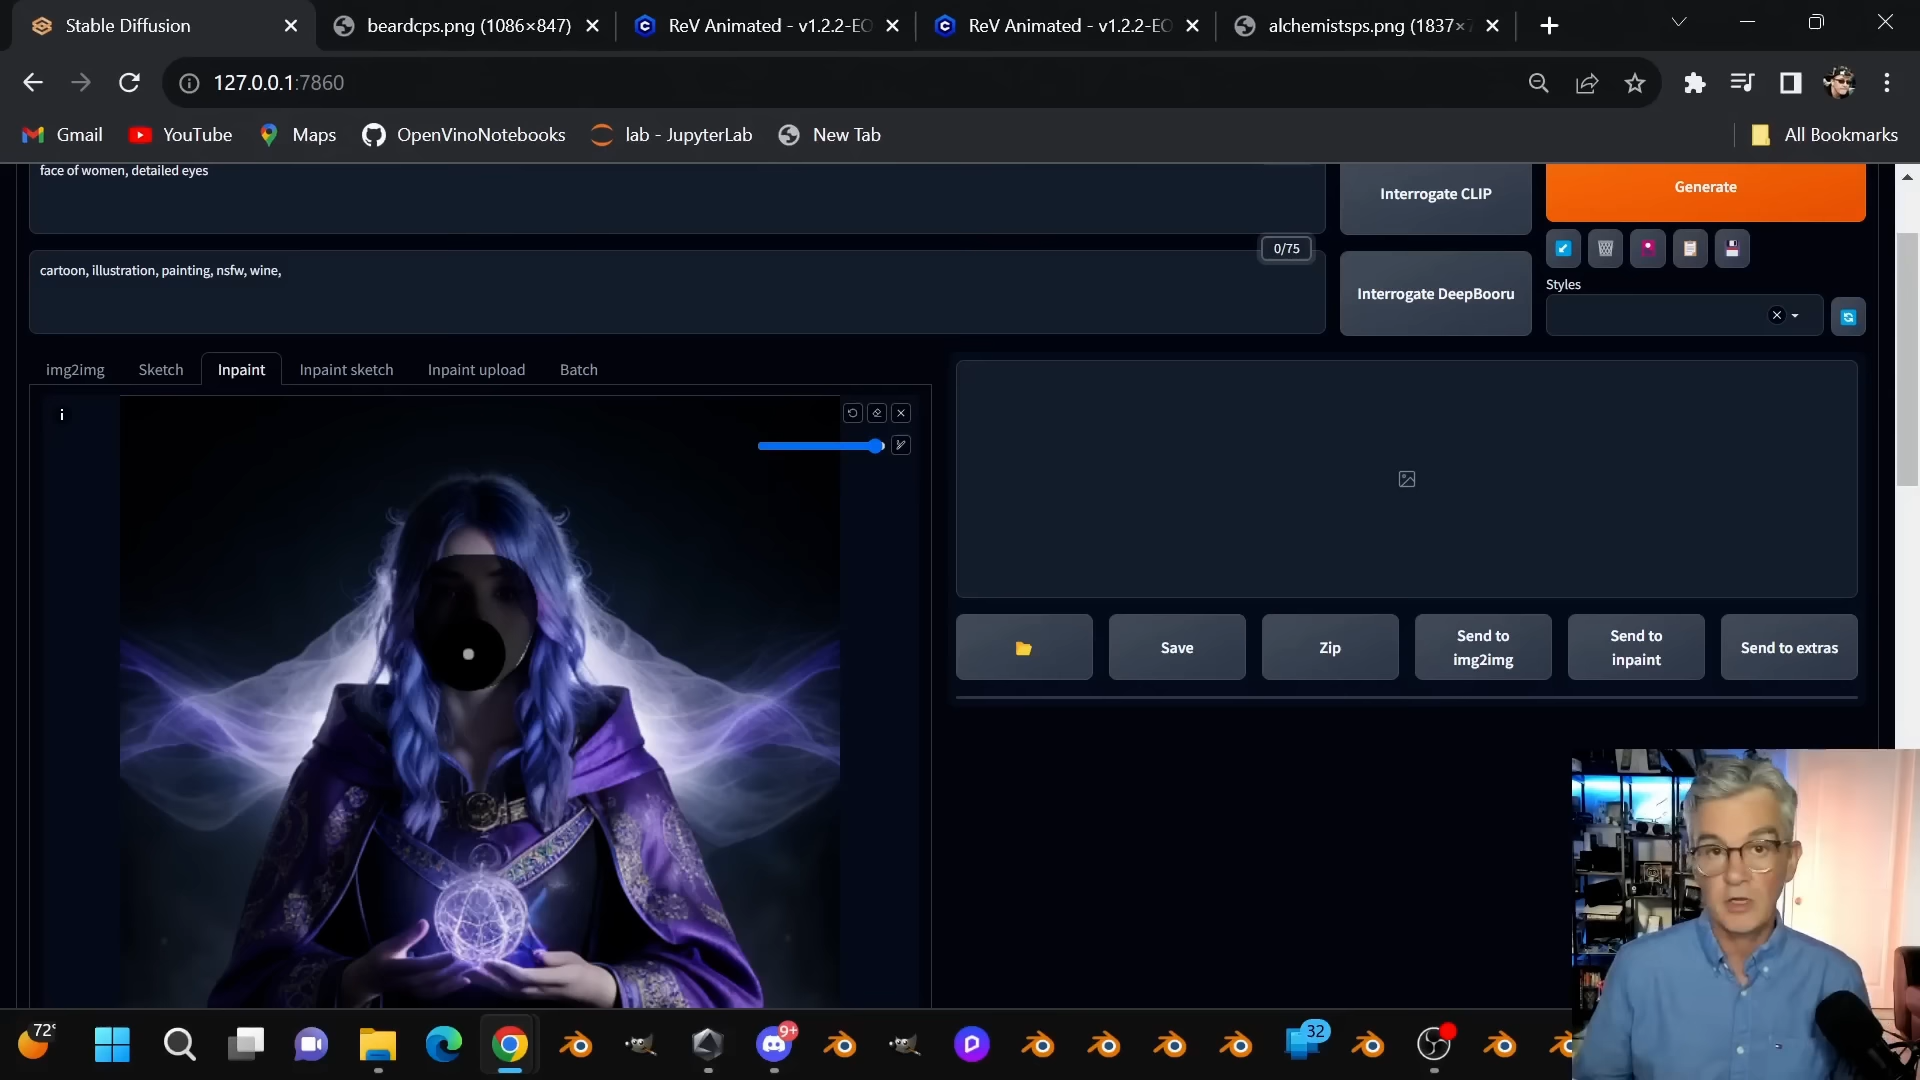 Stable Diffusion
beardcps.png (1086×847)
ReV Animated - v1.2.2-EO
ReV Animated - v1.2.2-EO
alchemistsps.png (1837×7
127.0.0.1:7860
Gmail
YouTube
Maps
OpenVinoNotebooks
lab - JupyterLab
New Tab
All Bookmarks
face of women, detailed eyes
Interrogate CLIP
Generate
0/75
cartoon, illustration, painting, nsfw, wine,
Interrogate DeepBooru
Styles
img2img
Sketch
Inpaint
Inpaint sketch
Inpaint upload
Batch
Save
Zip
Send to
img2img
Send to
inpaint
Send to extras
72°
9+
32